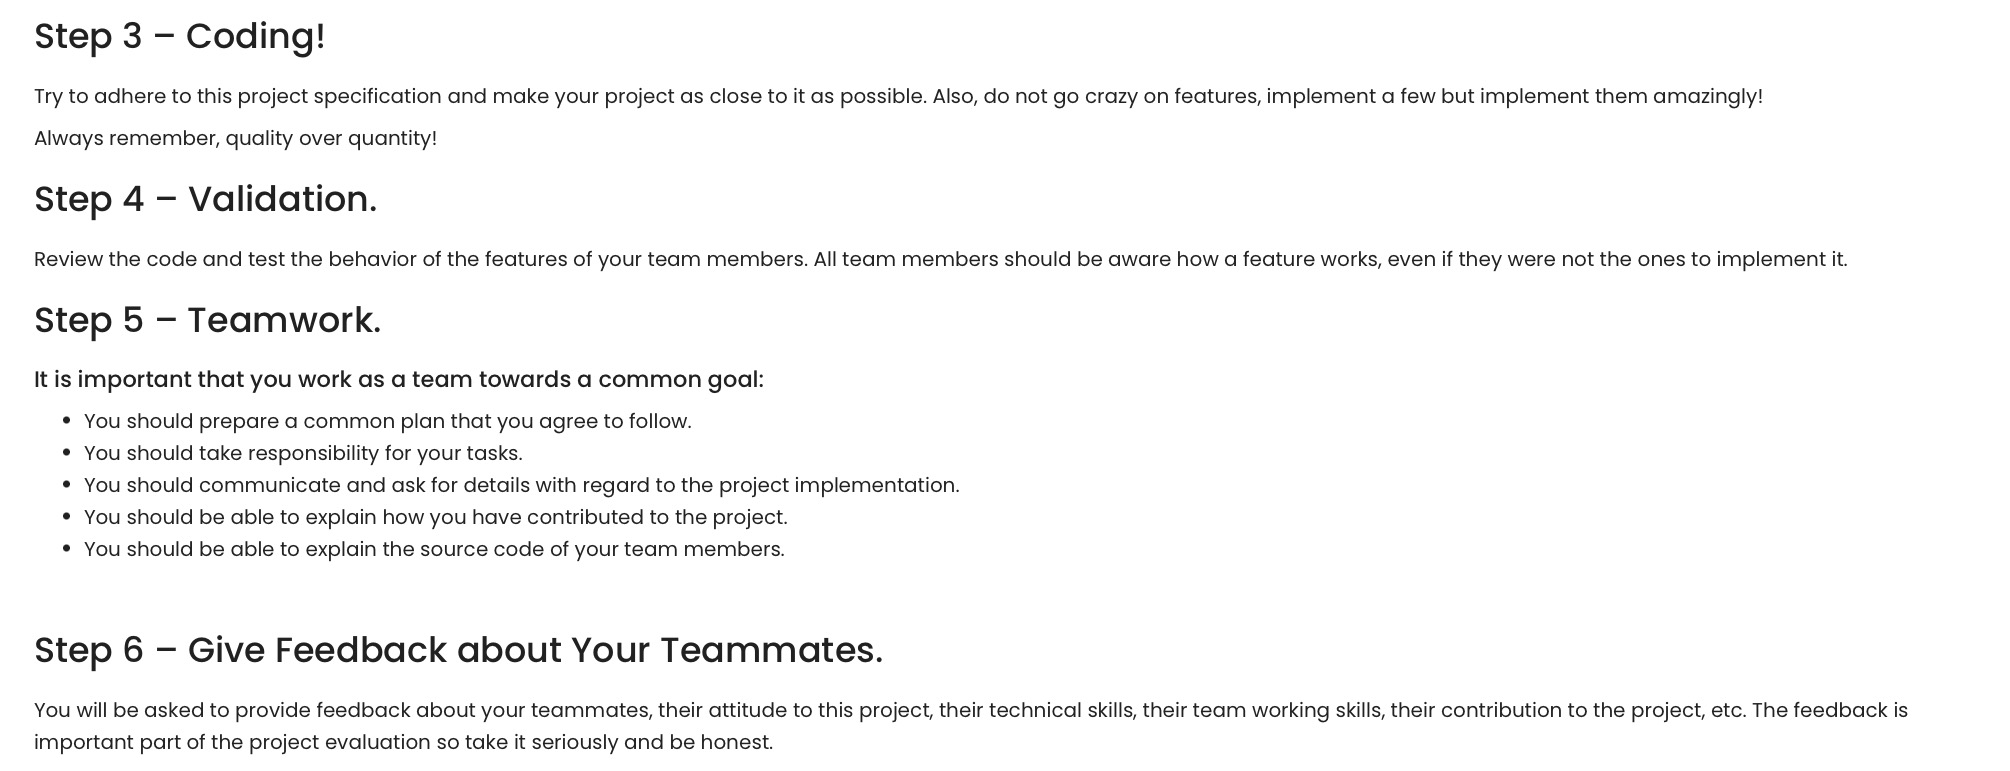 Step 3 – Coding!
Try to adhere to this project specification and make your project as close to it as possible. Also, do not go crazy on features, implement a few but implement them amazingly!
Always remember, quality over quantity!
Step 4 – Validation.
Review the code and test the behavior of the features of your team members. All team members should be aware how a feature works, even if they were not the ones to implement it.
Step 5 – Teamwork.
It is important that you work as a team towards a common goal:
• You should prepare a common plan that you agree to follow.
• You should take responsibility for your tasks.
• You should communicate and ask for details with regard to the project implementation.
• You should be able to explain how you have contributed to the project.
• You should be able to explain the source code of your team members.
Step 6 – Give Feedback about Your Teammates.
You will be asked to provide feedback about your teammates, their attitude to this project, their technical skills, their team working skills, their contribution to the project, etc. The feedback is
important part of the project evaluation so take it seriously and be honest.